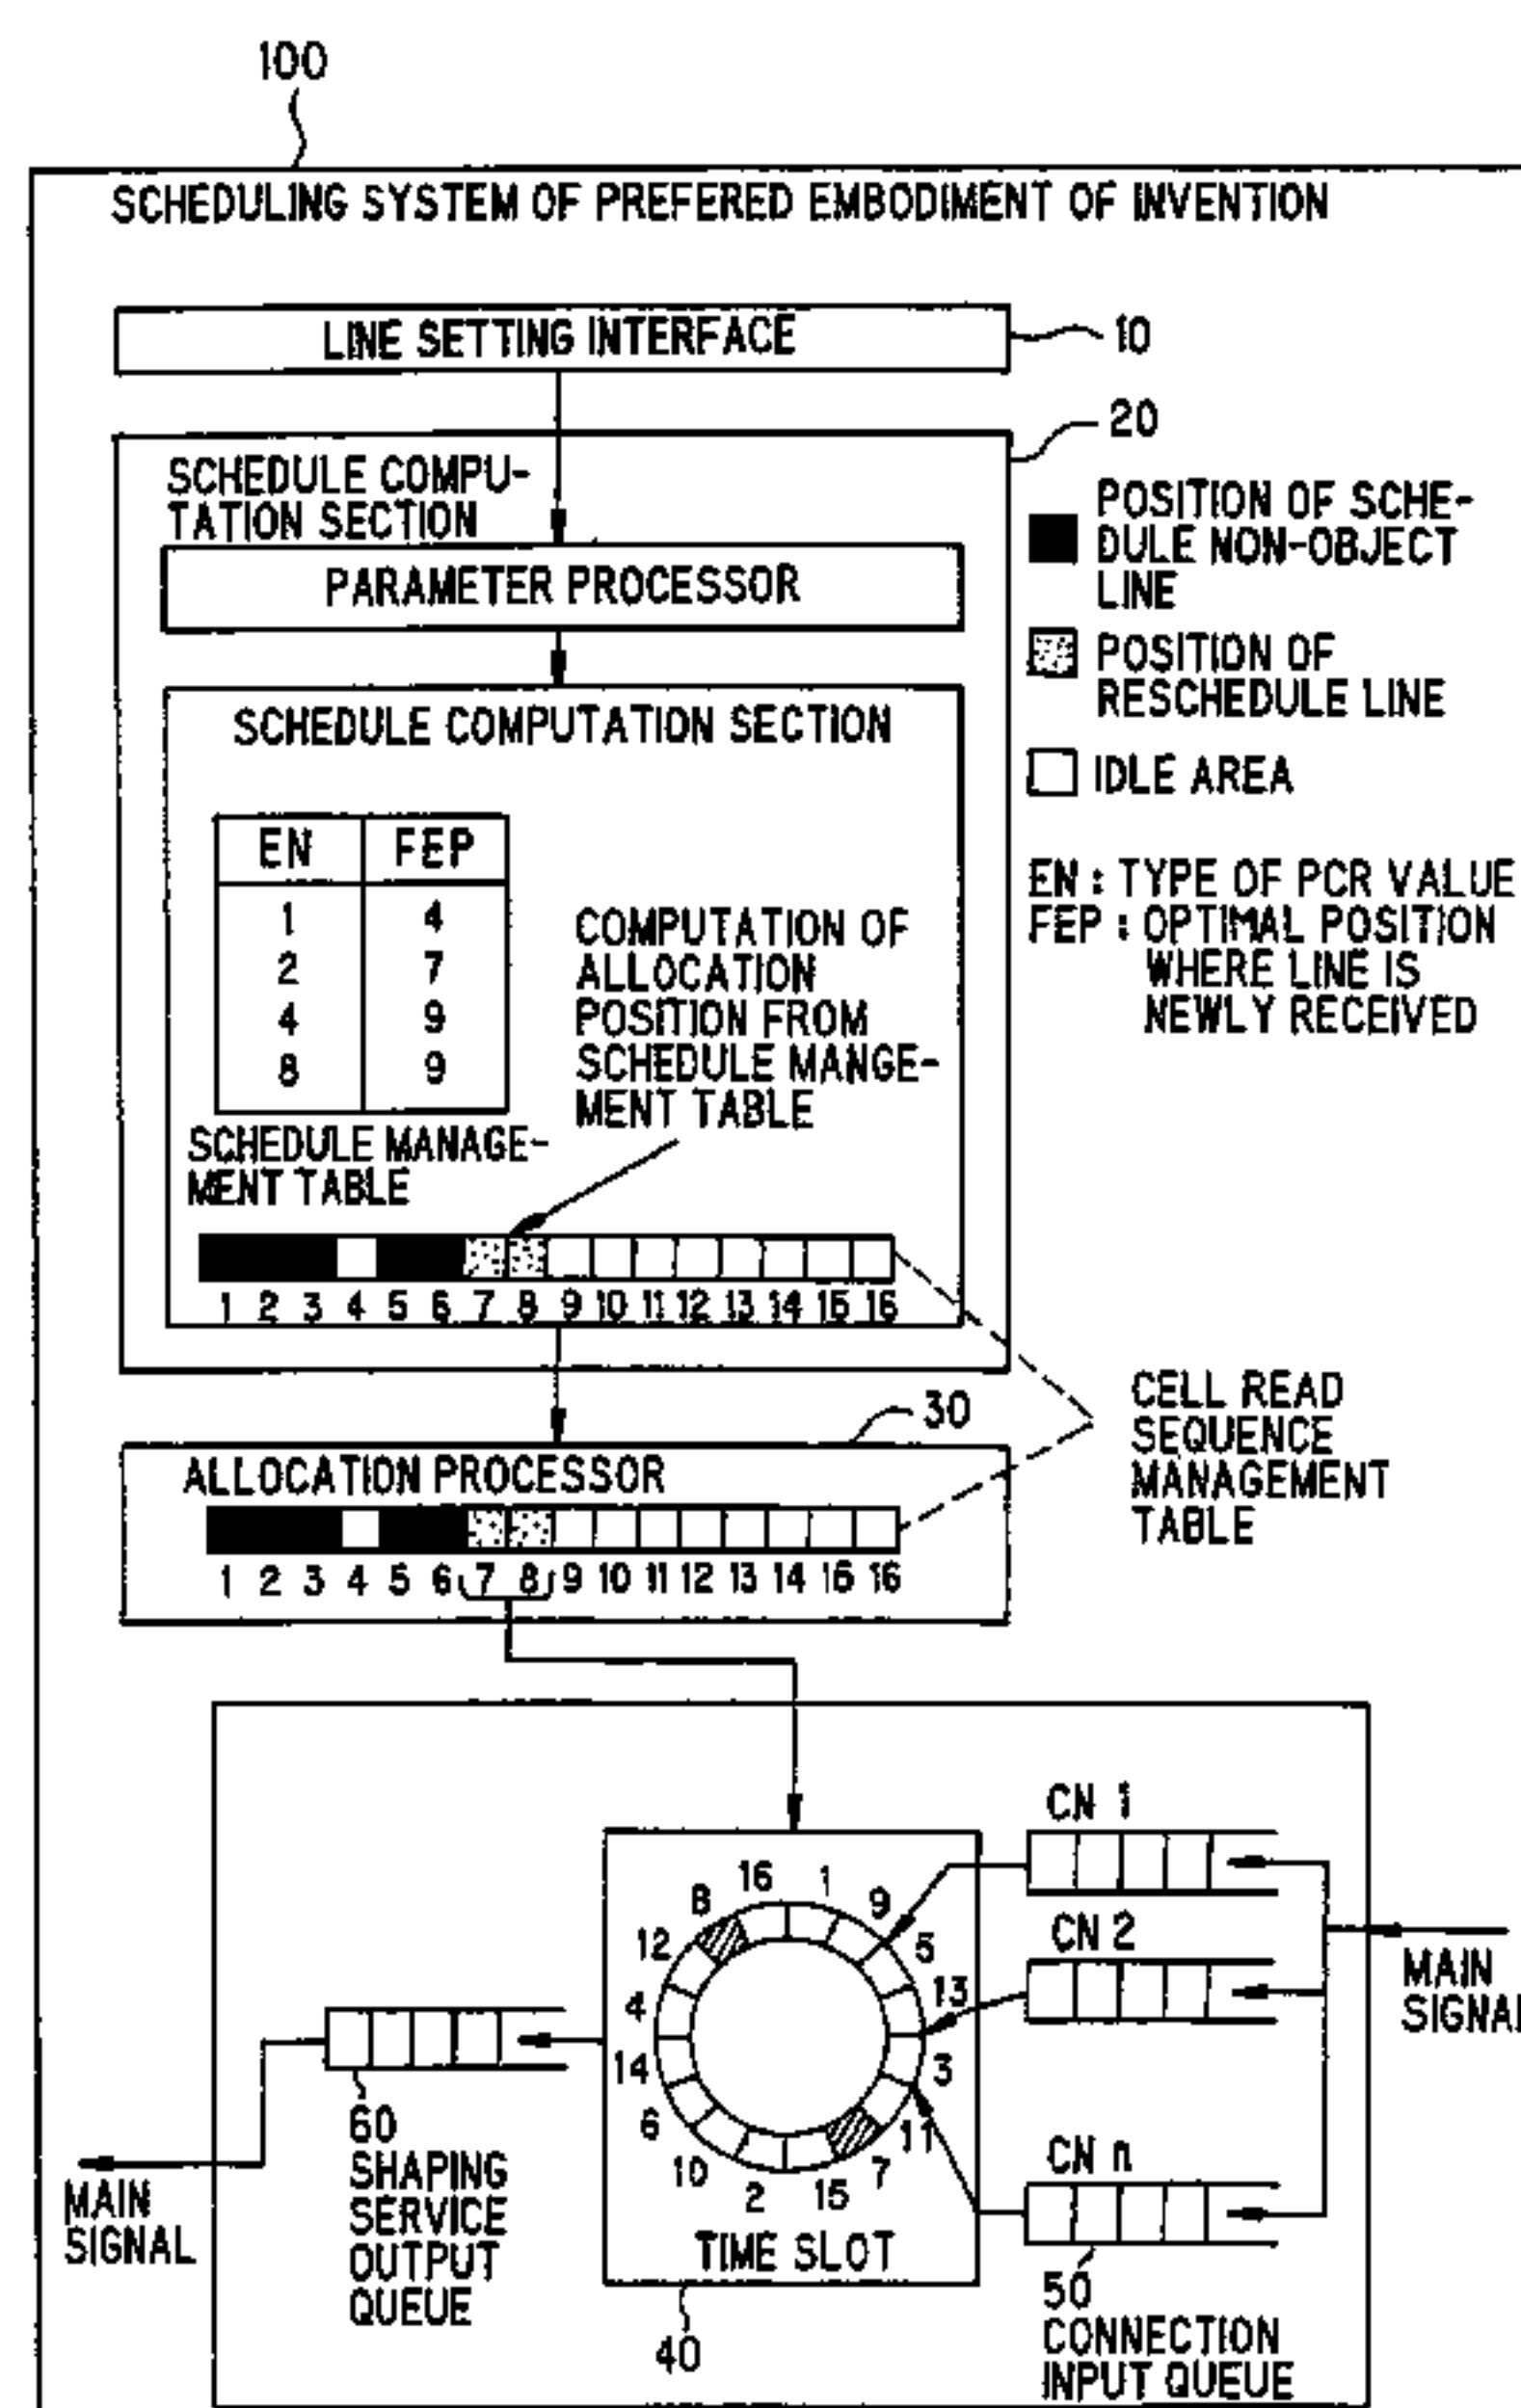 100
SCHEDULING SYSTEM OF PREFERED EMBODIMENT OF INVENTION
LINE SETTING INTERFACE
10
20
SCHEDULE COMPU-
TATION SECTION
PARAMETER PROCESSOR
POSITION OF SCHE-
DULE NON-OBJECT
LINE
POSITION OF
RESCHEDULE LINE
IDLE AREA
EN : TYPE OF PCR VALUE
FEP : OPTIMAL POSITION
WHERE LINE IS
NEWLY RECEIVED
SCHEDULE COMPUTATION SECTION
EN FEP
1 4
2 7
4 9
8 9
COMPUTATION OF
ALLOCATION
POSITION FROM
SCHEDULE MANGE-
MENT TABLE
SCHEDULE MANAGE-
MENT TABLE
1 2 3 4 5 6 7 8 9 10 11 12 13 14 15 16
CELL READ
SEQUENCE
MANAGEMENT
TABLE
30
ALLOCATION PROCESSOR
1 2 3 4 5 6 7 8 9 10 11 12 13 14 15 16
CN 1
CN 2
CN n
MAIN
SIGNAL
16 1 9 5 13 3 11 7 15 2 10 6 14 4 12 8
TIME SLOT
40
60
SHAPING
SERVICE
OUTPUT
QUEUE
MAIN
SIGNAL
50
CONNECTION
INPUT QUEUE